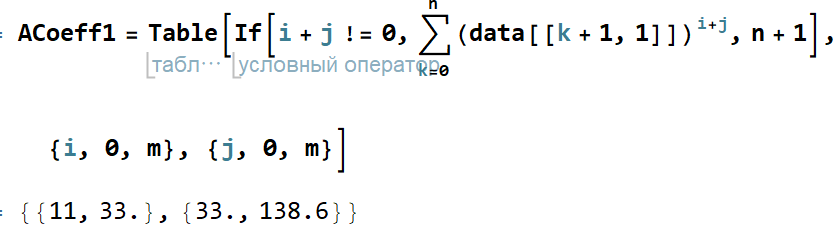 = ACoeff1 = Table[If[i + j != 0, ∑_{k=0}^{n} (data[[k + 1, 1]])^{i+j}, n + 1],
табл… условный оператор
{i, 0, m}, {j, 0, m}]
= {{11, 33.}, {33., 138.6}}